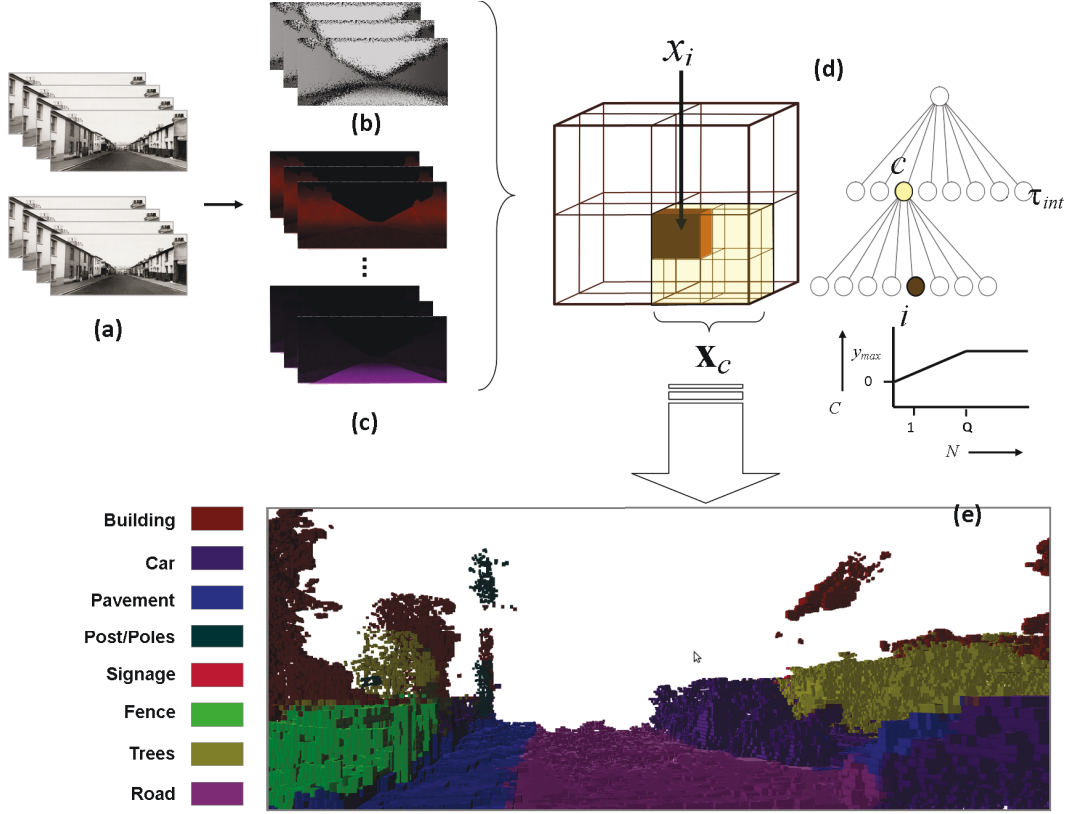 (a)
(b)
(c)
x_i
(d)
c
τ_int
i
x_c
y_max
0
C
1
Q
N
(e)
Building
Car
Pavement
Post/Poles
Signage
Fence
Trees
Road